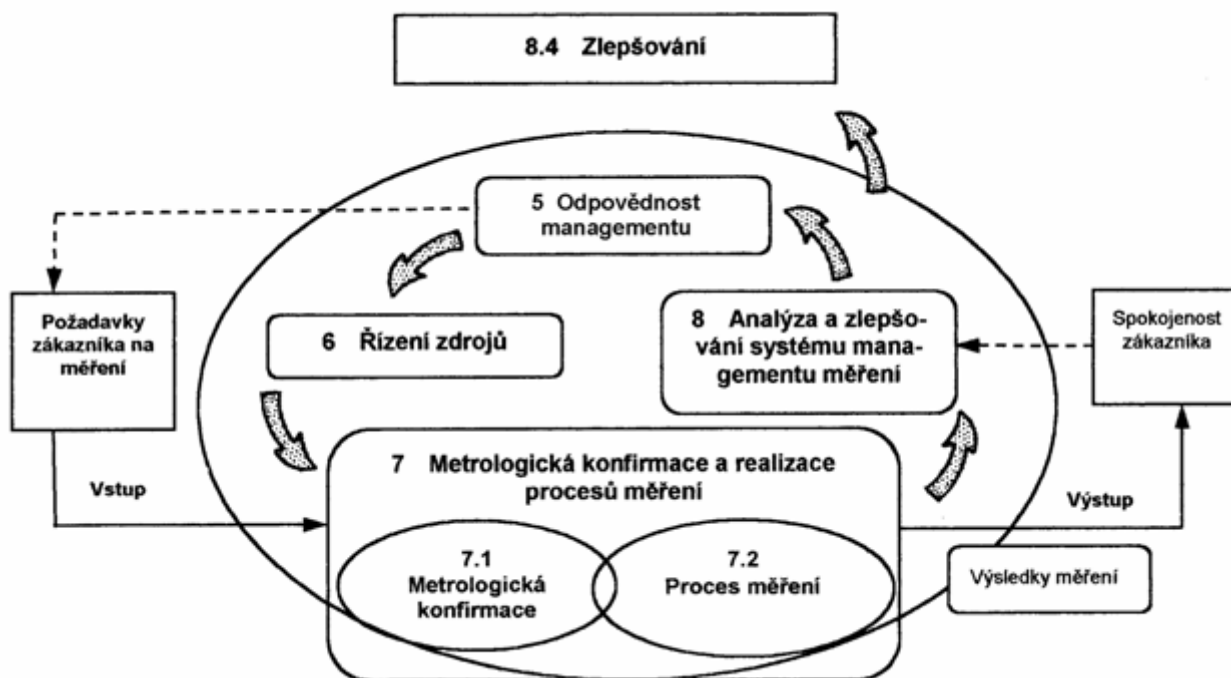 8.4 Zlepšování
5 Odpovědnost
managementu
Požadavky
zákazníka na
měření
6 Řízení zdrojů
8 Analýza a zlepšo-
vání systému mana-
gementu měření
Spokojenost
zákazníka
7 Metrologická konfirmace a realizace
procesů měření
Vstup
Výstup
7.1
Metrologická
konfirmace
7.2
Proces měření
Výsledky měření